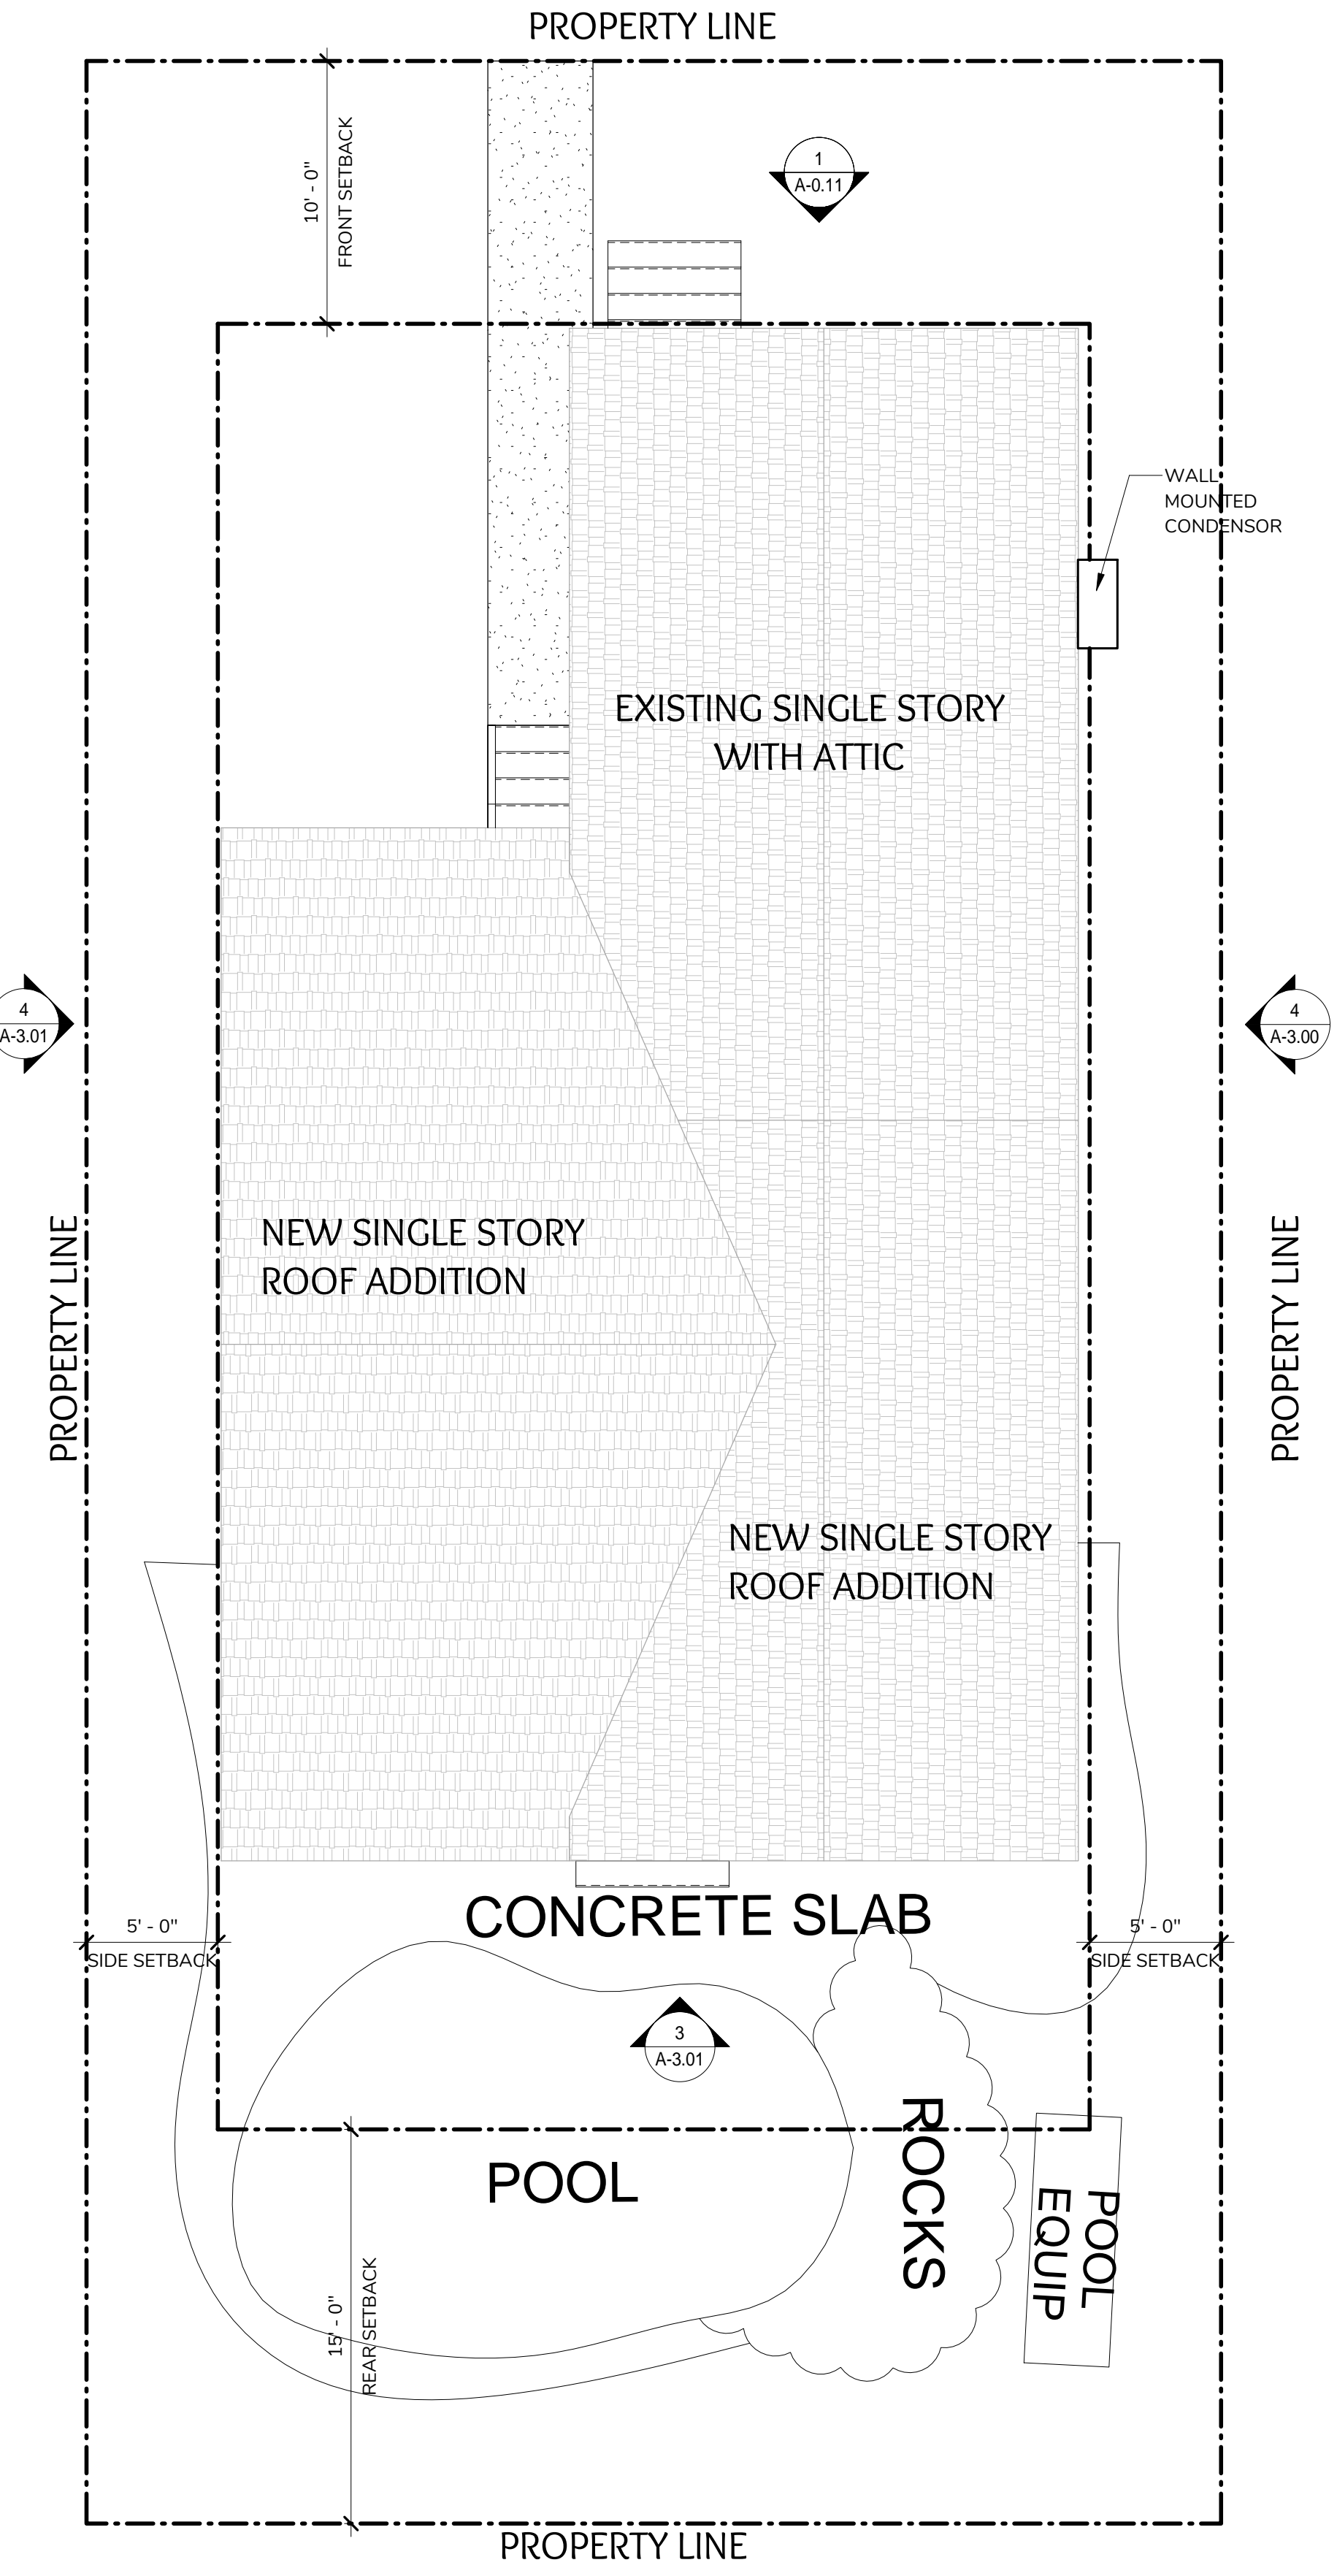 PROPERTY LINE
10' - 0"
FRONT SETBACK
1
A-0.11
WALL
MOUNTED
CONDENSOR
EXISTING SINGLE STORY
WITH ATTIC
4
A-3.01
4
A-3.00
PROPERTY LINE
NEW SINGLE STORY
ROOF ADDITION
PROPERTY LINE
NEW SINGLE STORY
ROOF ADDITION
CONCRETE SLAB
5' - 0"
SIDE SETBACK
5' - 0"
SIDE SETBACK
3
A-3.01
POOL
ROCKS
POOL
EQUIP
15' - 0"
REAR SETBACK
PROPERTY LINE